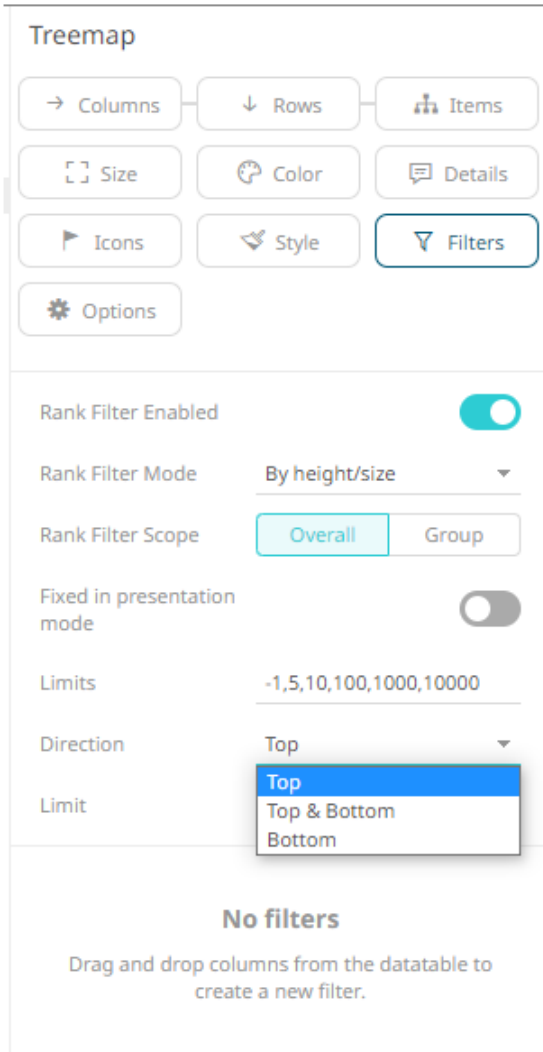 Treemap
Columns
Rows
Items
Size
Color
Details
Icons
Style
Filters
Options
Rank Filter Enabled
Rank Filter Mode
By height/size
Rank Filter Scope
Overall
Group
Fixed in presentation
mode
Limits
-1,5,10,100,1000,10000
Direction
Top
Top
Top & Bottom
Bottom
Limit
No filters
Drag and drop columns from the datatable to
create a new filter.